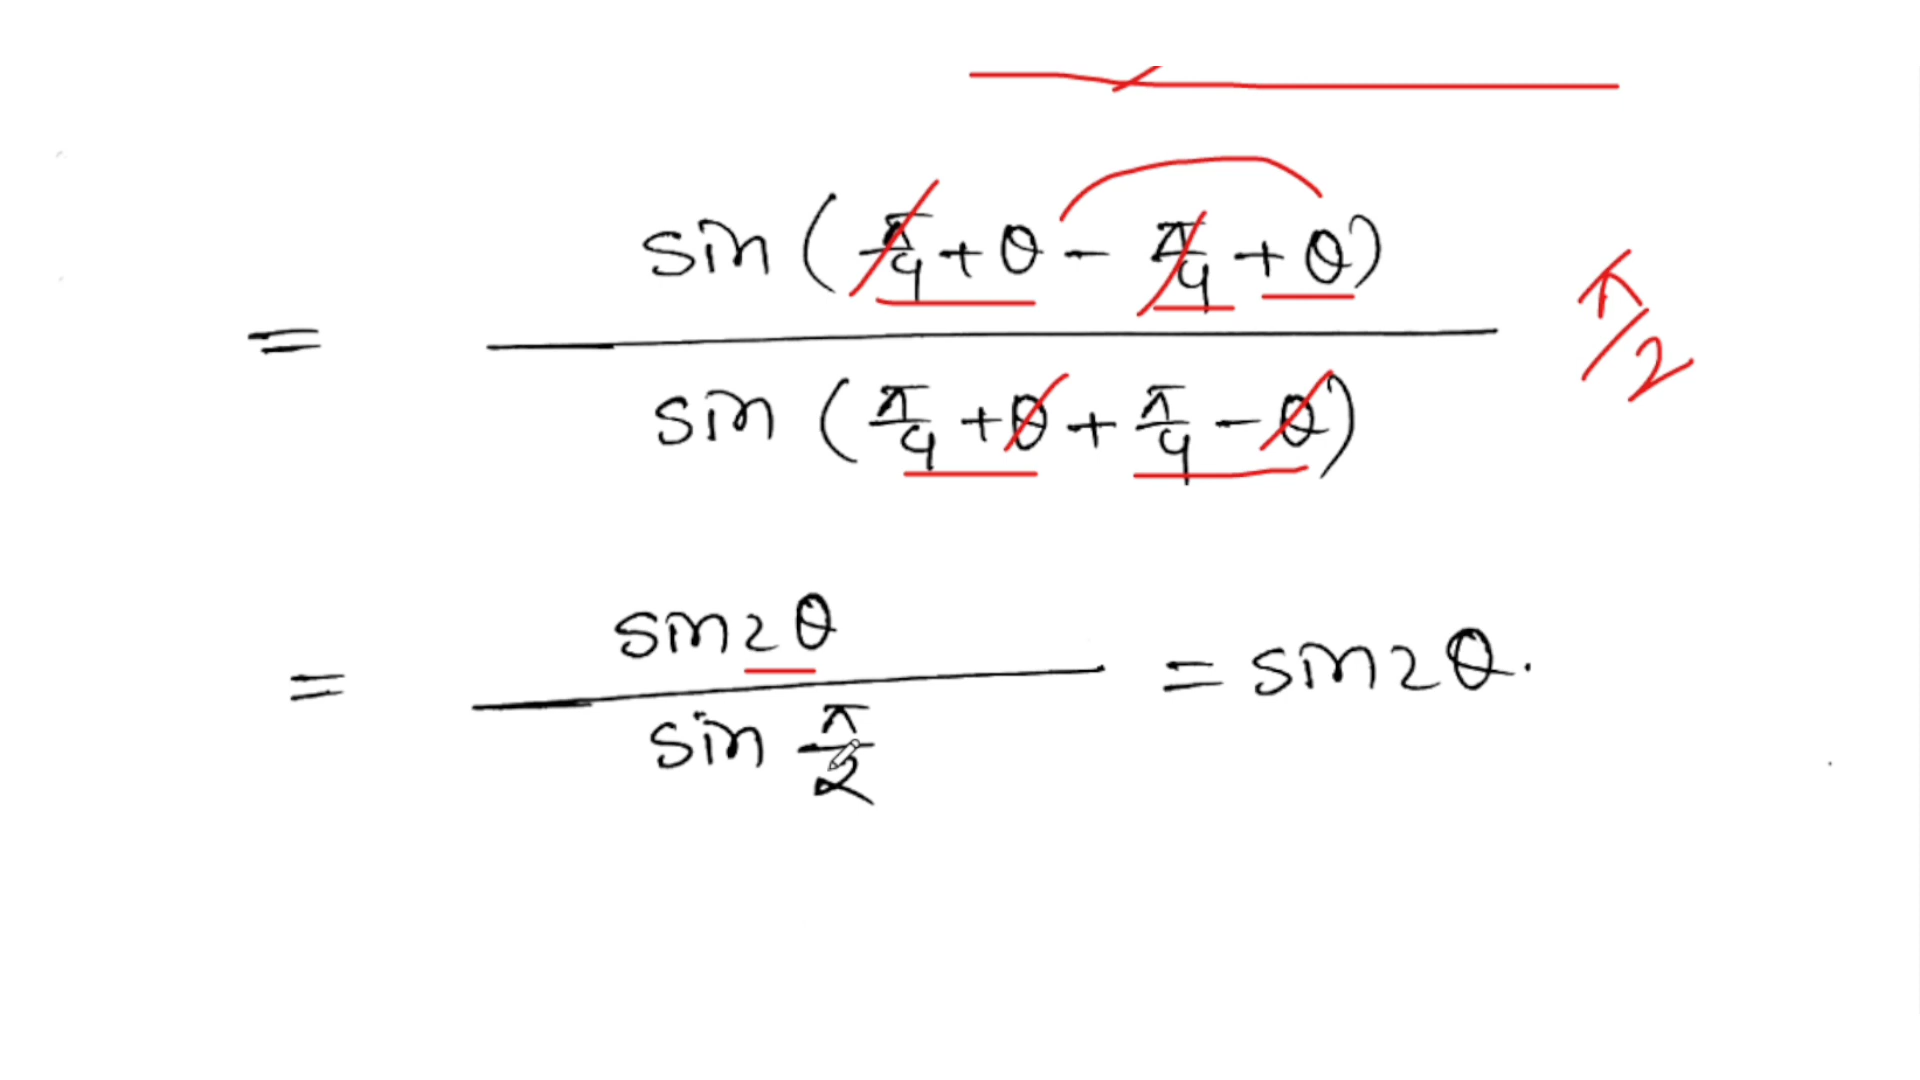 sin (π/4 + θ - π/4 + θ)
= ――――――――――
sin (π/4 + θ + π/4 - θ)
π/2
= sin2θ / sin π/2 = sin2θ.